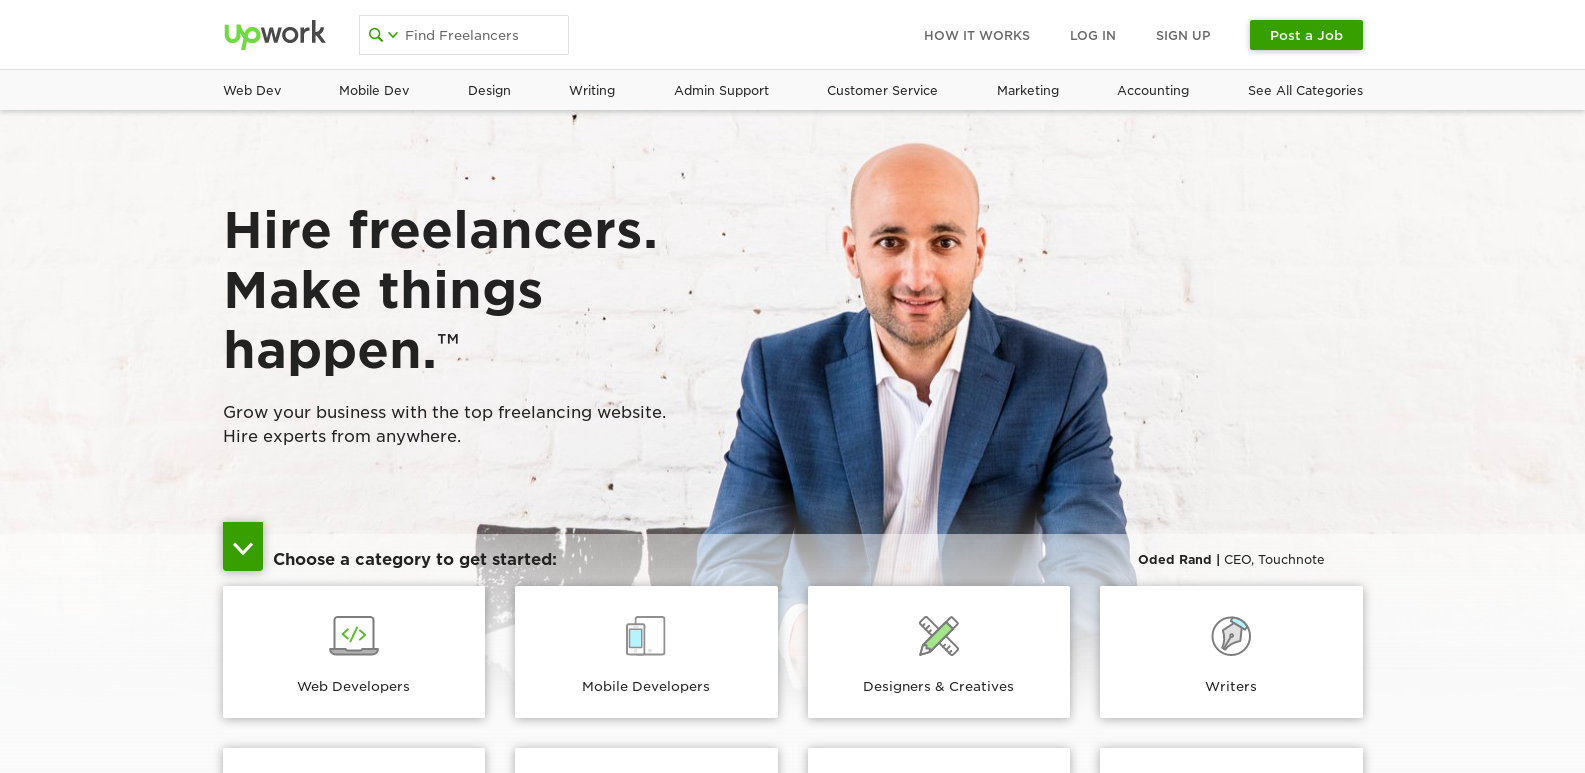 Upwork
Find Freelancers
HOW IT WORKS
LOG IN
SIGN UP
Post a Job
Web Dev
Mobile Dev
Design
Writing
Admin Support
Customer Service
Marketing
Accounting
See All Categories
Hire freelancers.
Make things
happen.™
Grow your business with the top freelancing website.
Hire experts from anywhere.
Choose a category to get started:
Oded Rand | CEO, Touchnote
Web Developers
Mobile Developers
Designers & Creatives
Writers